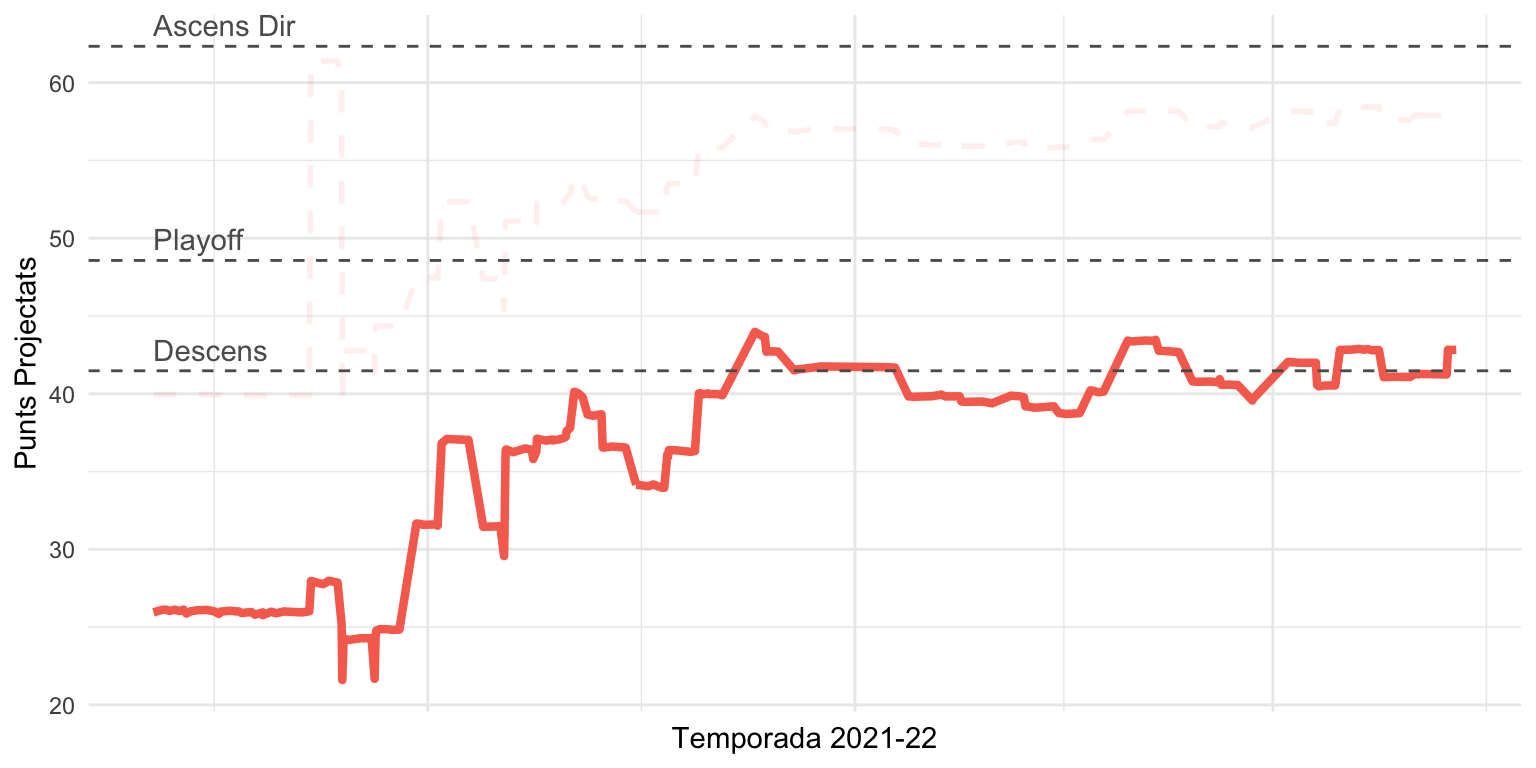 Ascens Dir
60
50
Playoff
Descens
40
30
20
Punts Projectats
Temporada 2021-22